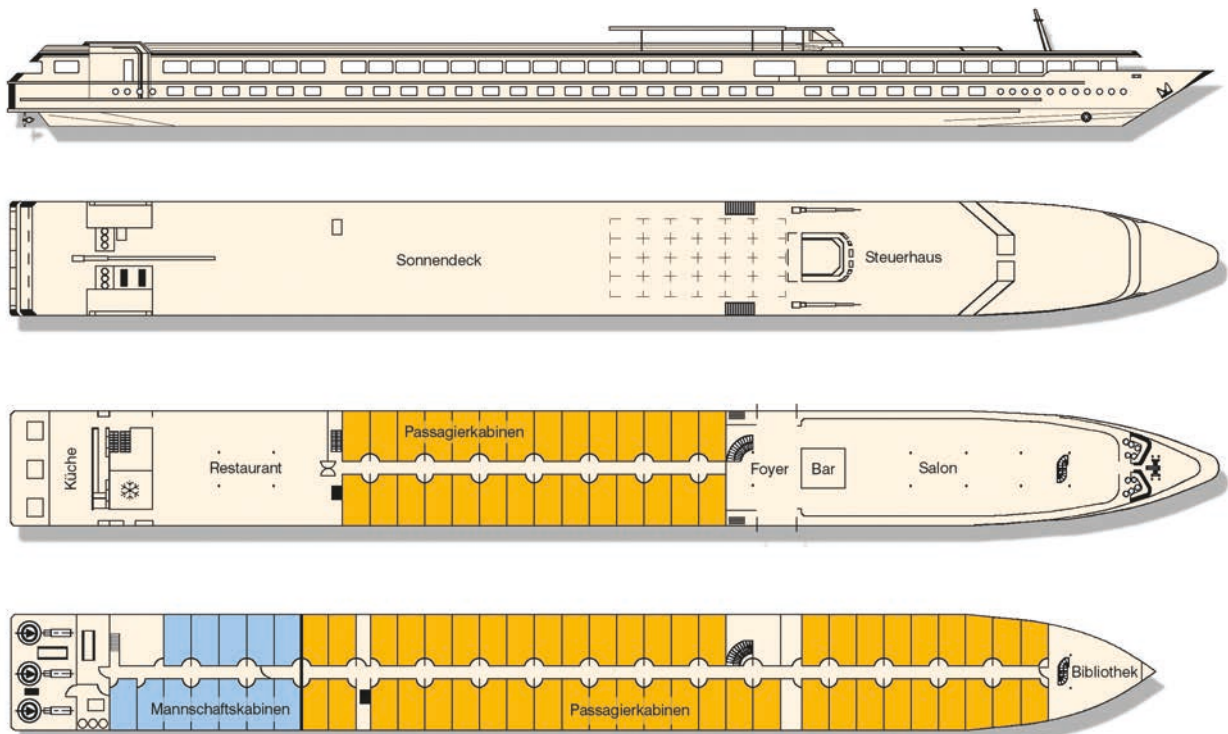 Sonnendeck
Steuerhaus
Passagierkabinen
Küche
Restaurant
Foyer
Bar
Salon
Bibliothek
Mannschaftskabinen
Passagierkabinen